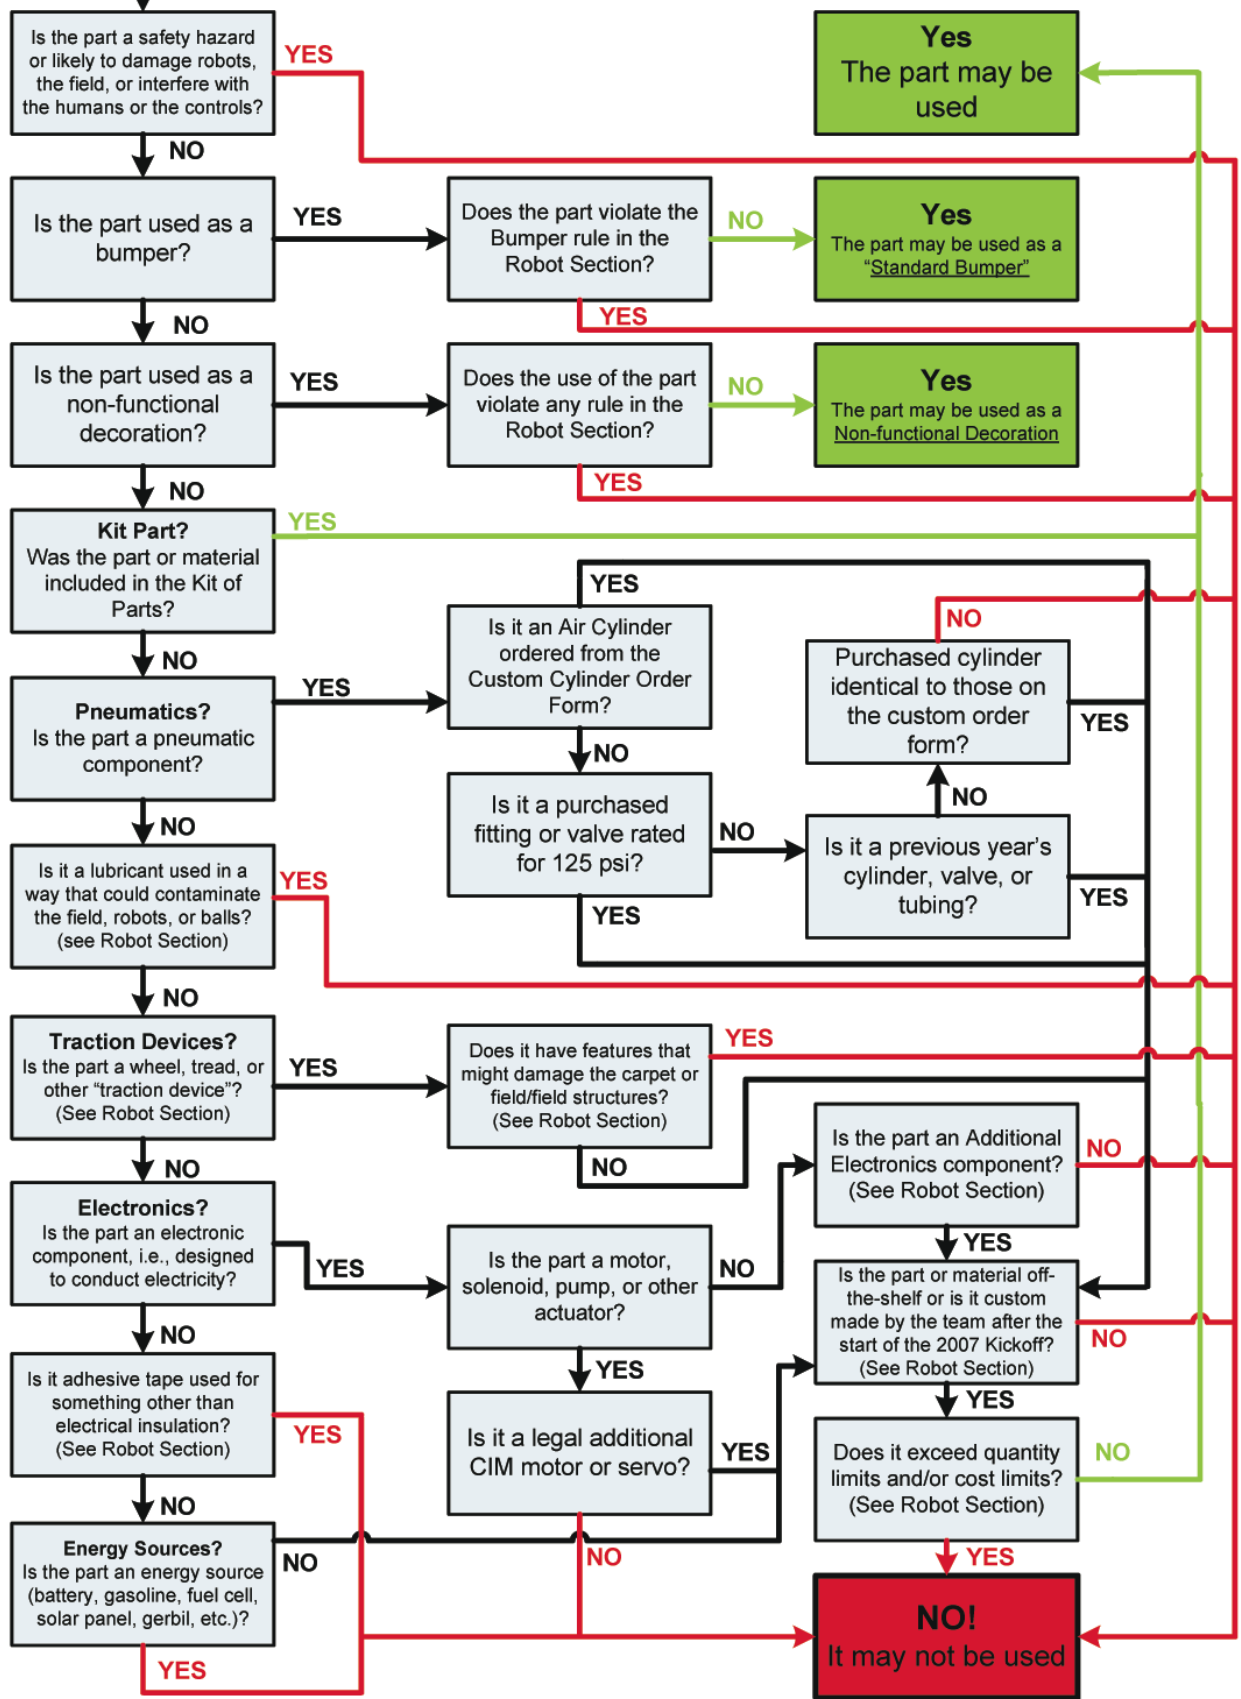 Is the part a safety hazard
or likely to damage robots,
the field, or interfere with
the humans or the controls?
YES
Yes
The part may be
used
NO
Is the part used as a
bumper?
YES
Does the part violate the
Bumper rule in the
Robot Section?
NO
Yes
The part may be used as a
“Standard Bumper”
YES
NO
Is the part used as a
non-functional
decoration?
YES
Does the use of the part
violate any rule in the
Robot Section?
NO
Yes
The part may be used as a
Non-functional Decoration
YES
NO
Kit Part?
Was the part or material
included in the Kit of
Parts?
YES
NO
Pneumatics?
Is the part a pneumatic
component?
YES
YES
Is it an Air Cylinder
ordered from the
Custom Cylinder Order
Form?
NO
Is it a purchased
fitting or valve rated
for 125 psi?
NO
YES
Is it a previous year’s
cylinder, valve, or
tubing?
YES
NO
Purchased cylinder
identical to those on
the custom order
form?
YES
NO
NO
Is it a lubricant used in a
way that could contaminate
the field, robots, or balls?
(see Robot Section)
YES
NO
Traction Devices?
Is the part a wheel, tread, or
other “traction device”?
(See Robot Section)
YES
Does it have features that
might damage the carpet or
field/field structures?
(See Robot Section)
YES
NO
NO
Electronics?
Is the part an electronic
component, i.e., designed
to conduct electricity?
YES
Is the part a motor,
solenoid, pump, or other
actuator?
NO
Is the part an Additional
Electronics component?
(See Robot Section)
NO
YES
Is the part or material off-
the-shelf or is it custom
made by the team after the
start of the 2007 Kickoff?
(See Robot Section)
NO
YES
YES
Is it a legal additional
CIM motor or servo?
YES
NO
Does it exceed quantity
limits and/or cost limits?
(See Robot Section)
NO
YES
NO
Is it adhesive tape used for
something other than
electrical insulation?
(See Robot Section)
YES
NO
Energy Sources?
Is the part an energy source
(battery, gasoline, fuel cell,
solar panel, gerbil, etc.)?
NO
YES
NO!
It may not be used